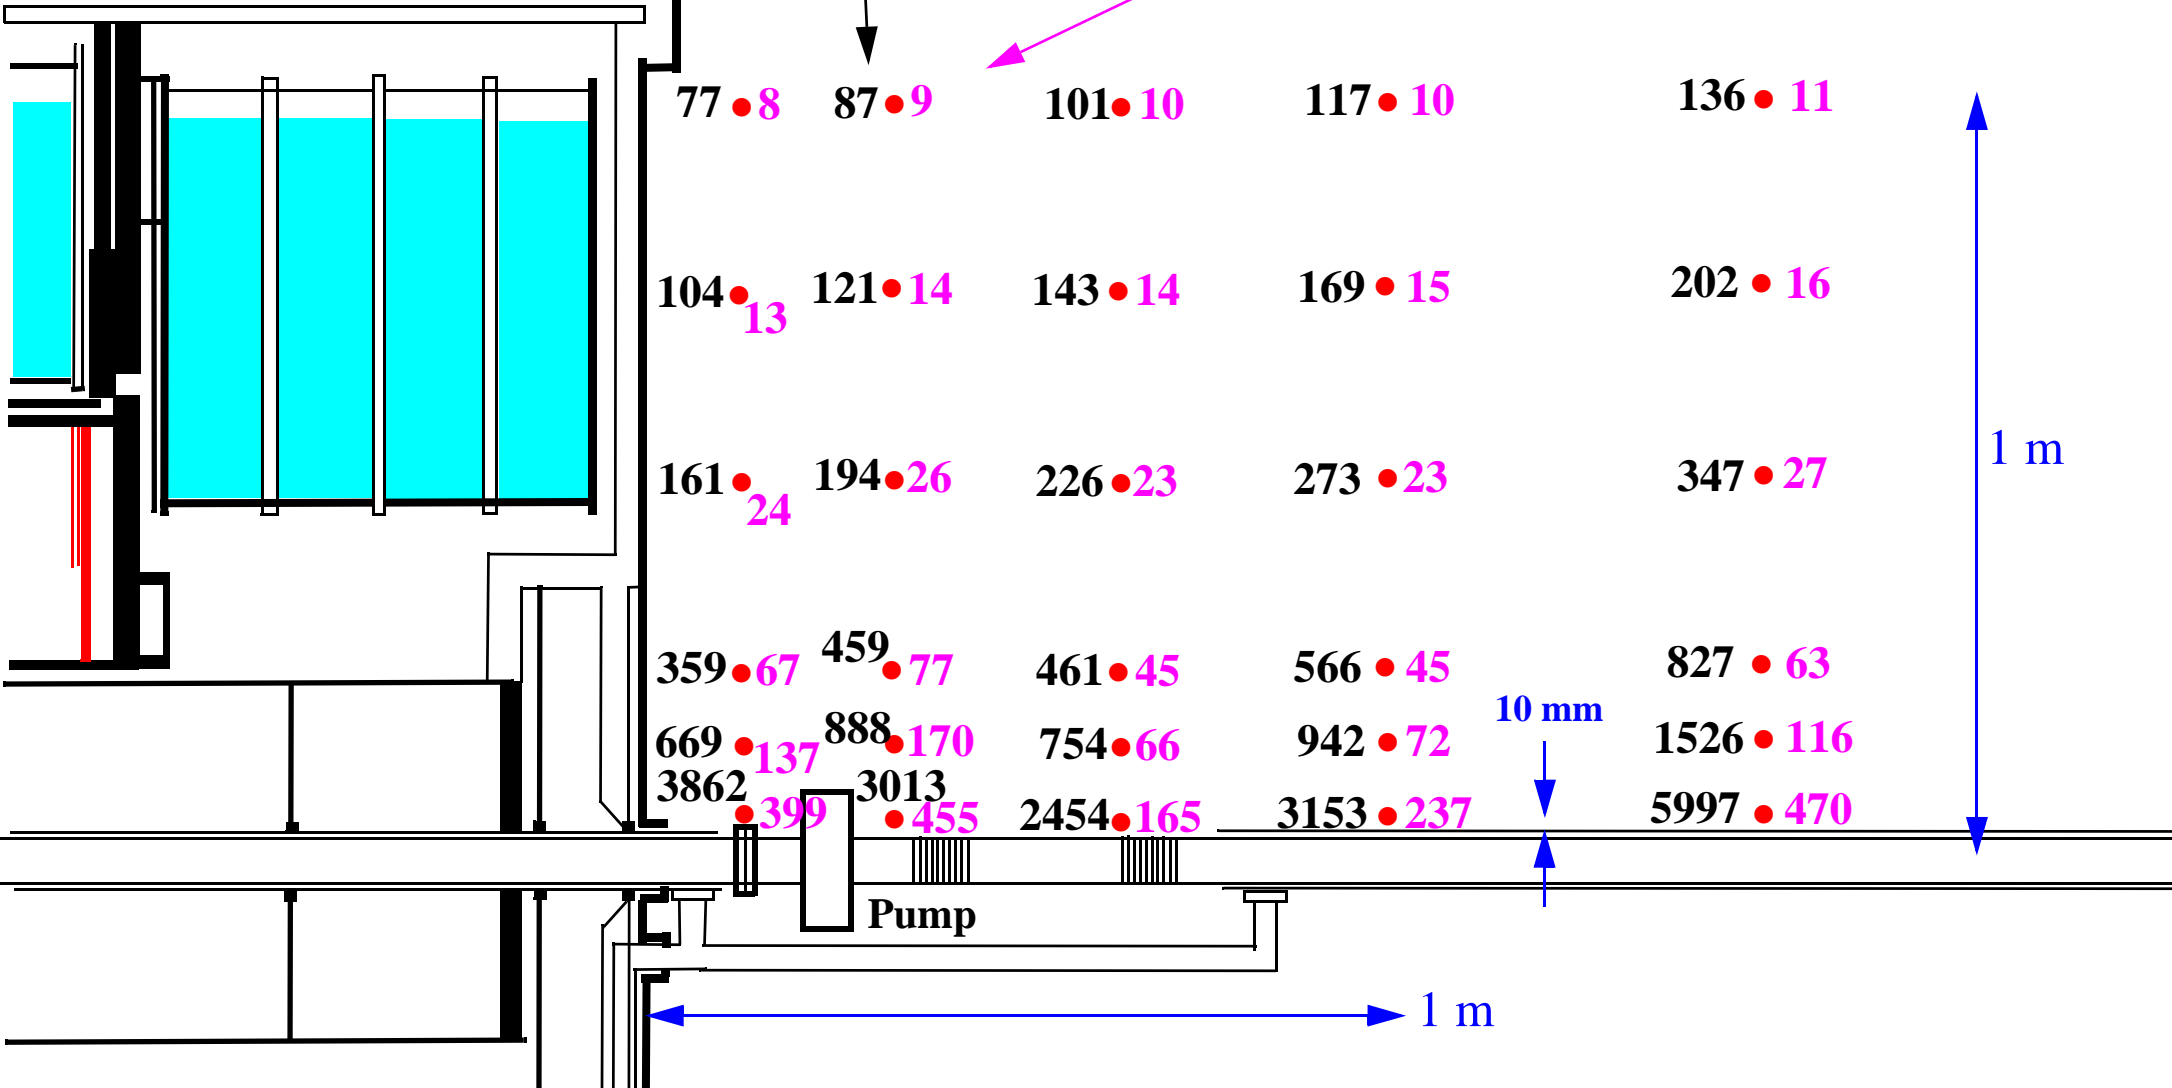 77 8 87 9 101 10 117 10 136 11
104 13 121 14 143 14 169 15 202 16
1 m
161 24 194 26 226 23 273 23 347 27
359 67 459 77 461 45 566 45 827 63
10 mm
669 137 888 170 754 66 942 72 1526 116
3862 399 3013 455 2454 165 3153 237 5997 470
Pump
1 m